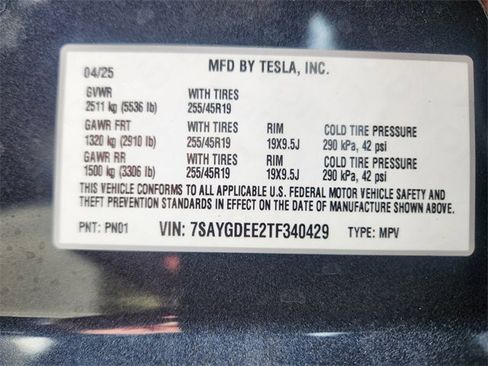 MFD BY TESLA, INC.
04/25
GVWR WITH TIRES
2511 kg (5536 lb) 255/45R19
GAWR FRT WITH TIRES RIM COLD TIRE PRESSURE
1320 kg (2910 lb) 255/45R19 19X9.5J 290 kPa, 42 psi
GAWR RR WITH TIRES RIM COLD TIRE PRESSURE
1500 kg (3306 lb) 255/45R19 19X9.5J 290 kPa, 42 psi
THIS VEHICLE CONFORMS TO ALL APPLICABLE U.S. FEDERAL MOTOR VEHICLE SAFETY AND
THEFT PREVENTION STANDARDS IN EFFECT ON THE DATE OF MANUFACTURE SHOWN ABOVE.
PNT: PN01 VIN: 7SAYGDEE2TF340429 TYPE: MPV